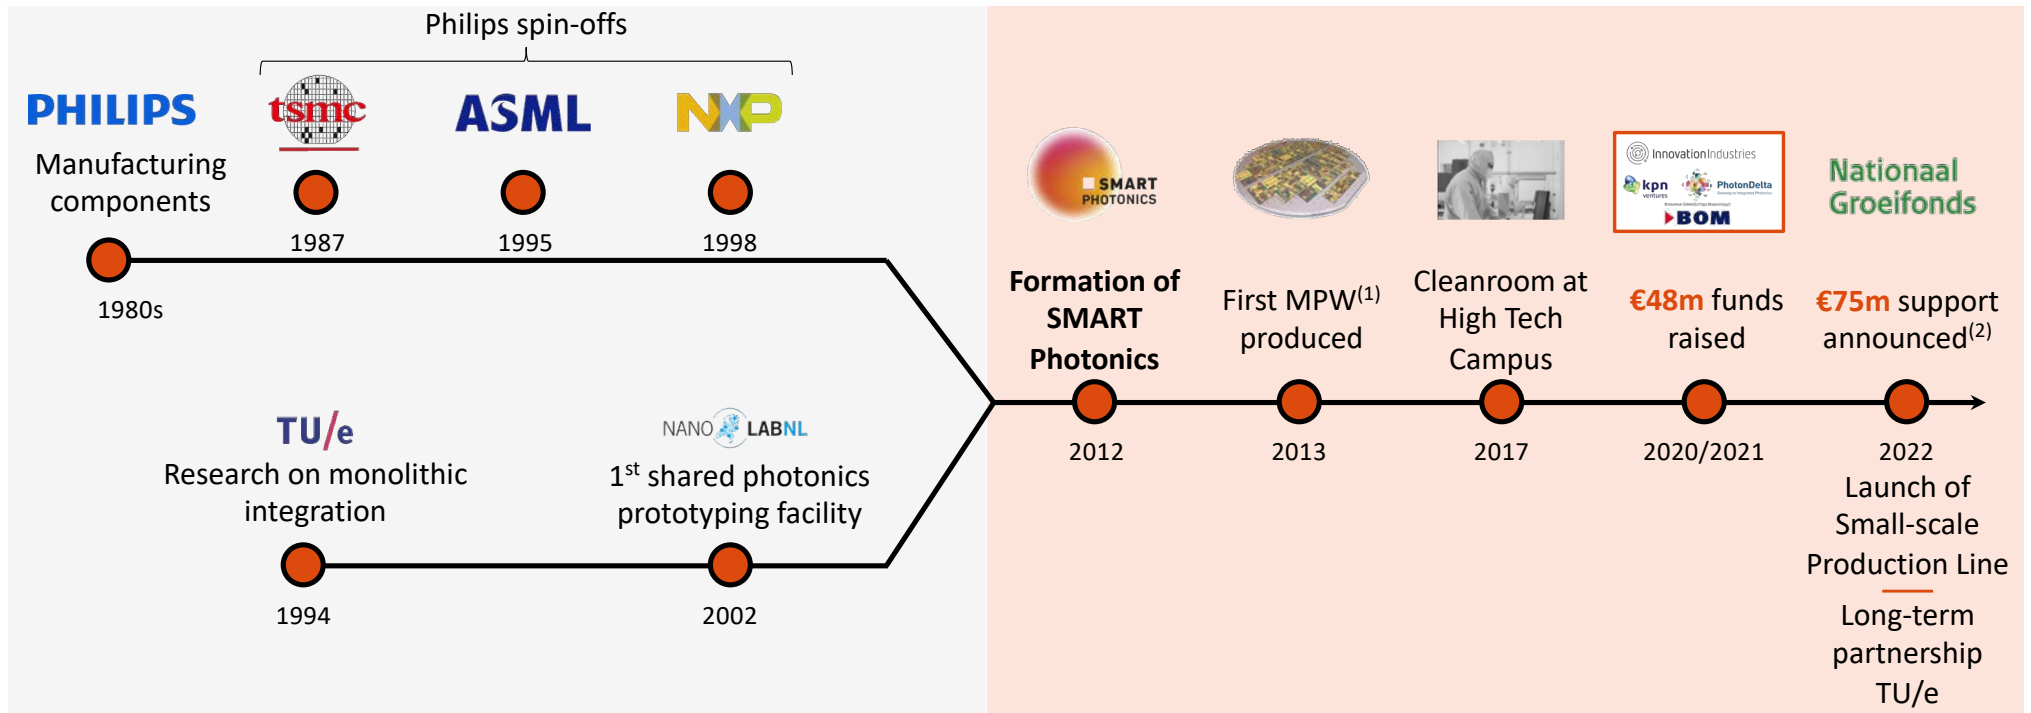 Philips spin-offs
PHILIPS
tsmc
ASML
NXP
Manufacturing
components
1987
1995
1998
1980s
TU/e
Research on monolithic
integration
1994
NANO LABNL
1st shared photonics
prototyping facility
2002
SMART
PHOTONICS
Formation of
SMART
Photonics
2012
First MPW(1)
produced
2013
Cleanroom at
High Tech
Campus
2017
InnovationIndustries
kpn
ventures
PhotonDelta
BOM
€48m funds
raised
2020/2021
Nationaal
Groeifonds
€75m support
announced(2)
2022
Launch of
Small-scale
Production Line
Long-term
partnership
TU/e